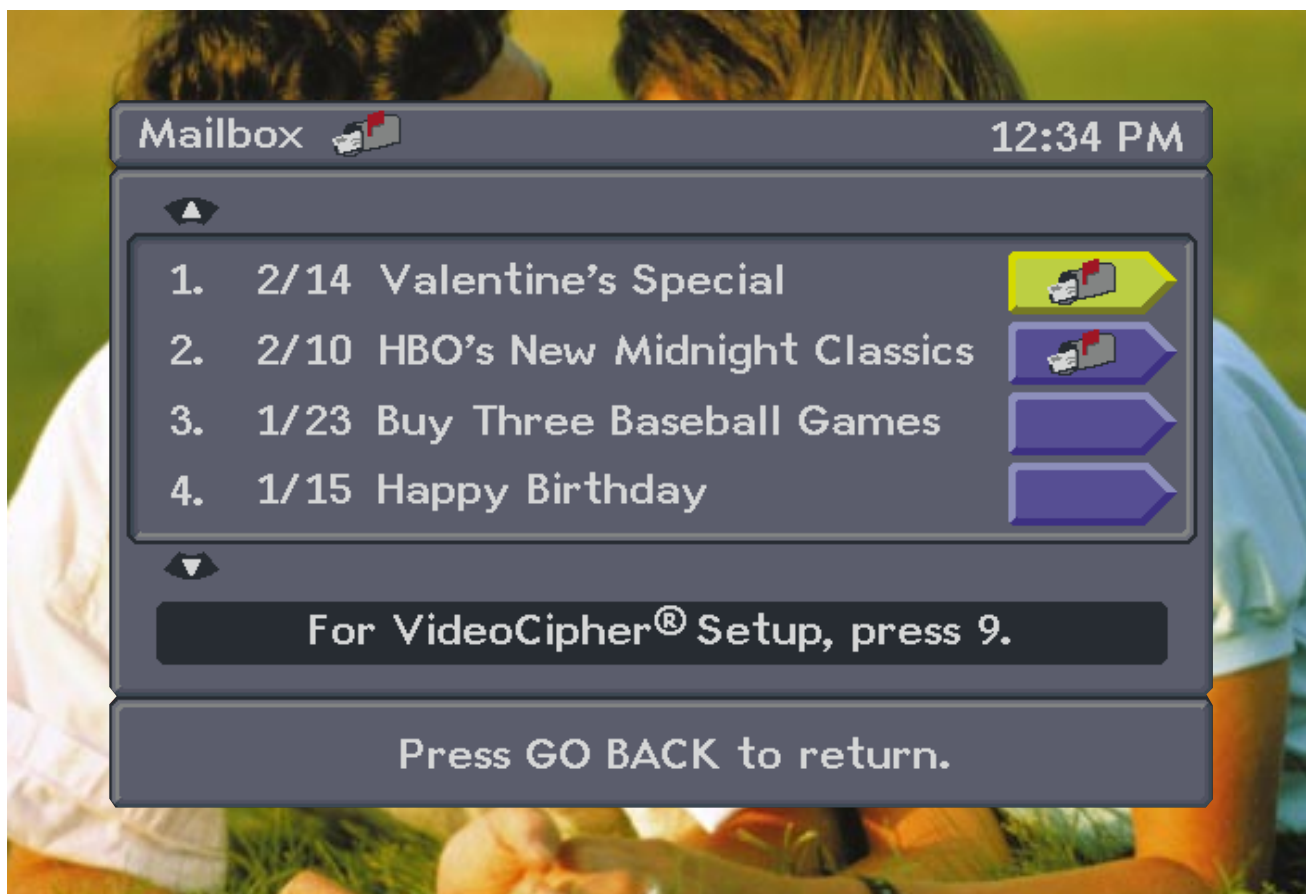 Mailbox 12:34 PM
1. 2/14 Valentine's Special
2. 2/10 HBO's New Midnight Classics
3. 1/23 Buy Three Baseball Games
4. 1/15 Happy Birthday
For VideoCipher® Setup, press 9.
Press GO BACK to return.